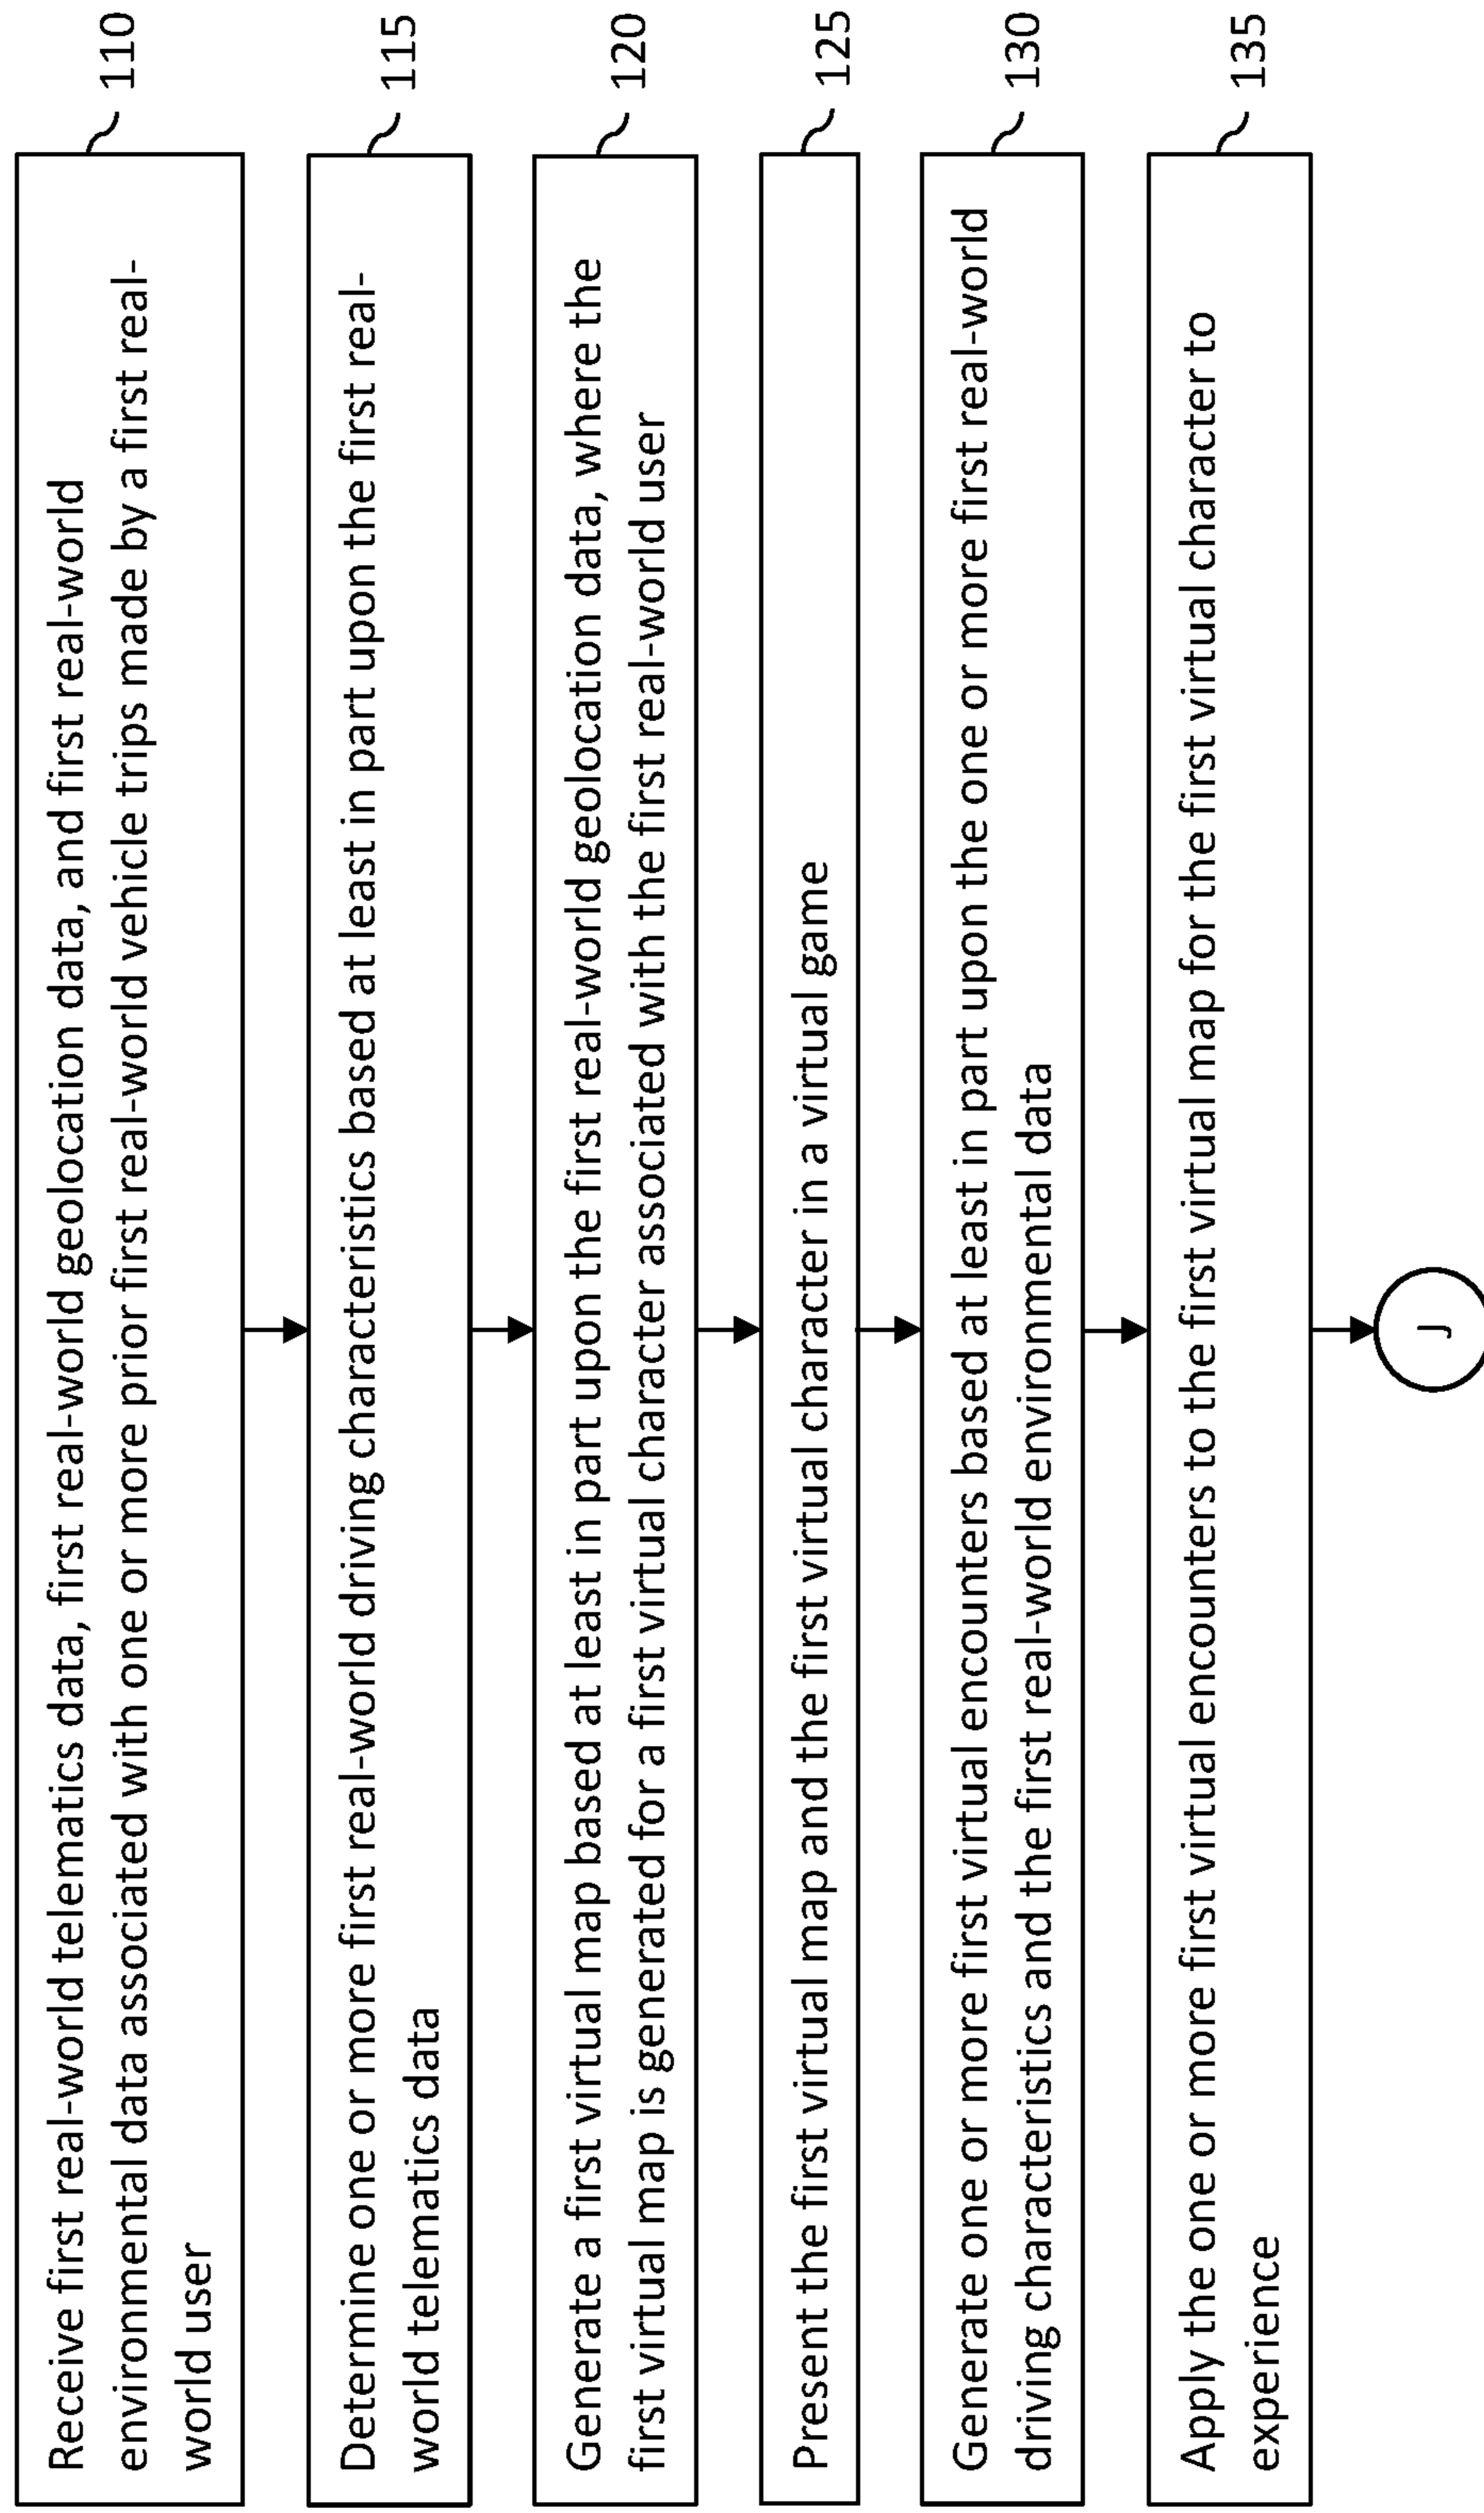 Receive first real-world telematics data, first real-world geolocation data, and first real-world
environmental data associated with one or more prior first real-world vehicle trips made by a first real-
world user
110
Determine one or more first real-world driving characteristics based at least in part upon the first real-
world telematics data
115
Generate a first virtual map based at least in part upon the first real-world geolocation data, where the
first virtual map is generated for a first virtual character associated with the first real-world user
120
Present the first virtual map and the first virtual character in a virtual game
125
Generate one or more first virtual encounters based at least in part upon the one or more first real-world
driving characteristics and the first real-world environmental data
130
Apply the one or more first virtual encounters to the first virtual map for the first virtual character to
experience
135
J